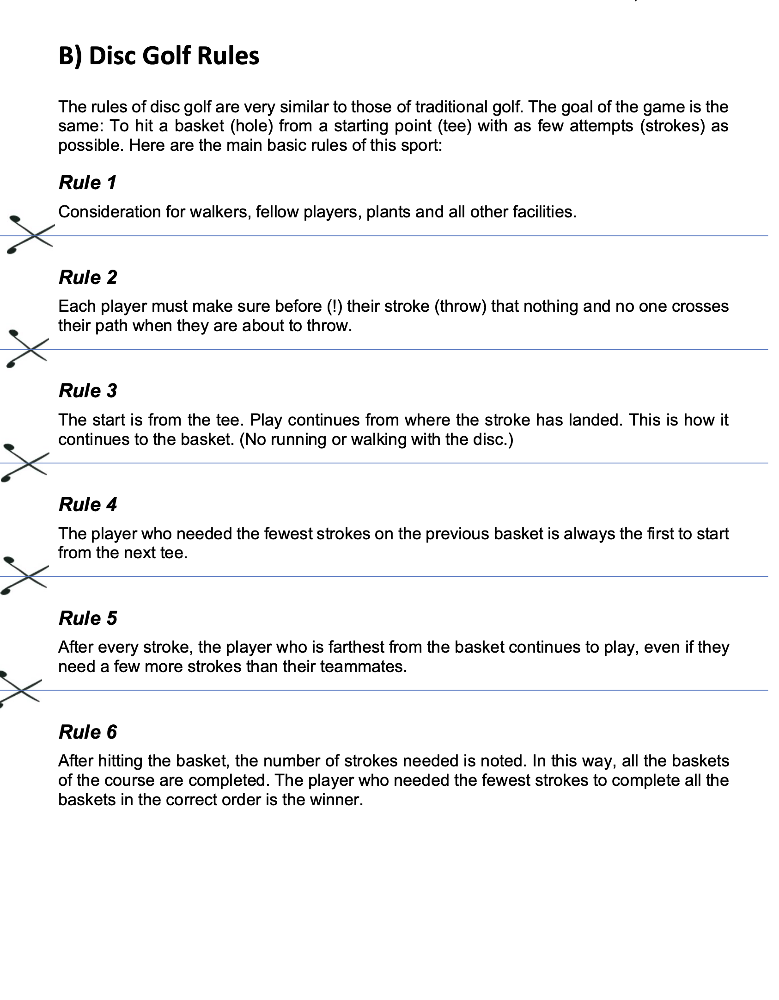 B) Disc Golf Rules
The rules of disc golf are very similar to those of traditional golf. The goal of the game is the
same: To hit a basket (hole) from a starting point (tee) with as few attempts (strokes) as
possible. Here are the main basic rules of this sport:
Rule 1
Consideration for walkers, fellow players, plants and all other facilities.
Rule 2
Each player must make sure before (!) their stroke (throw) that nothing and no one crosses
their path when they are about to throw.
Rule 3
The start is from the tee. Play continues from where the stroke has landed. This is how it
continues to the basket. (No running or walking with the disc.)
Rule 4
The player who needed the fewest strokes on the previous basket is always the first to start
from the next tee.
Rule 5
After every stroke, the player who is farthest from the basket continues to play, even if they
need a few more strokes than their teammates.
Rule 6
After hitting the basket, the number of strokes needed is noted. In this way, all the baskets
of the course are completed. The player who needed the fewest strokes to complete all the
baskets in the correct order is the winner.